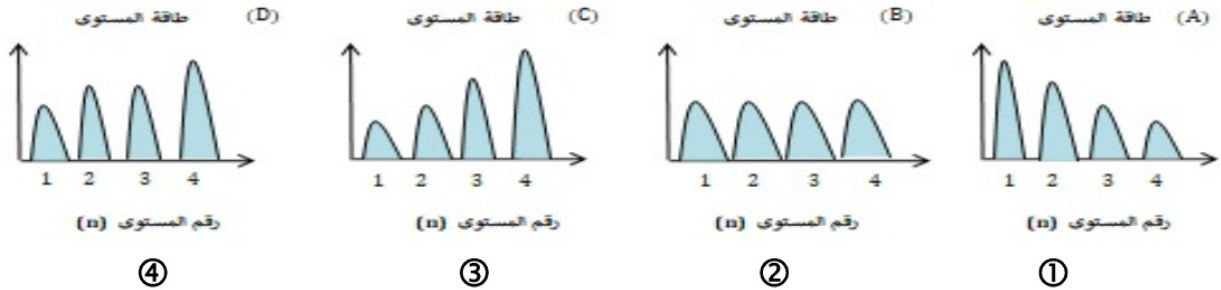 (A) طاقة المستوى
1 2 3 4
رقم المستوى (n)
①
(B) طاقة المستوى
1 2 3 4
رقم المستوى (n)
②
(C) طاقة المستوى
1 2 3 4
رقم المستوى (n)
③
(D) طاقة المستوى
1 2 3 4
رقم المستوى (n)
④